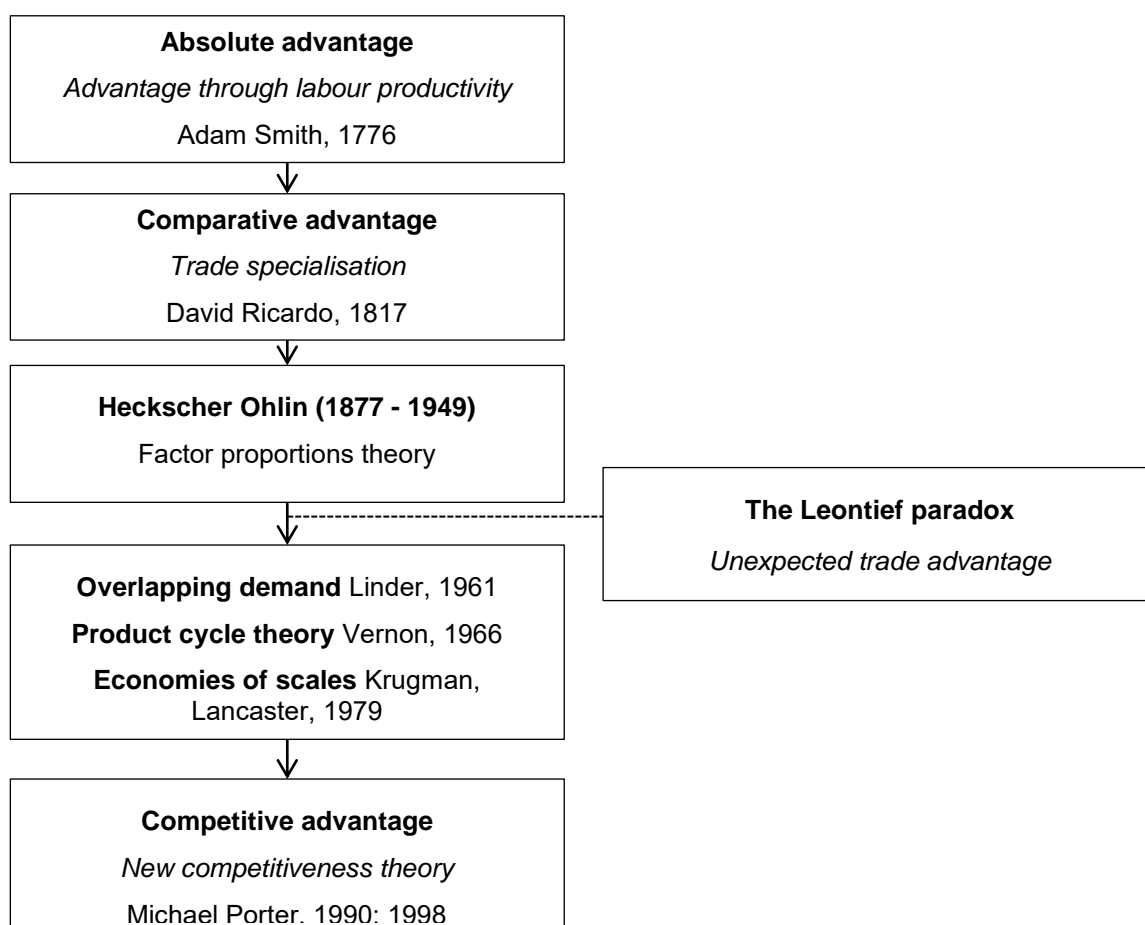 Absolute advantage
Advantage through labour productivity
Adam Smith, 1776
Comparative advantage
Trade specialisation
David Ricardo, 1817
Heckscher Ohlin (1877 - 1949)
Factor proportions theory
The Leontief paradox
Unexpected trade advantage
Overlapping demand Linder, 1961
Product cycle theory Vernon, 1966
Economies of scales Krugman,
Lancaster, 1979
Competitive advantage
New competitiveness theory
Michael Porter, 1990; 1998